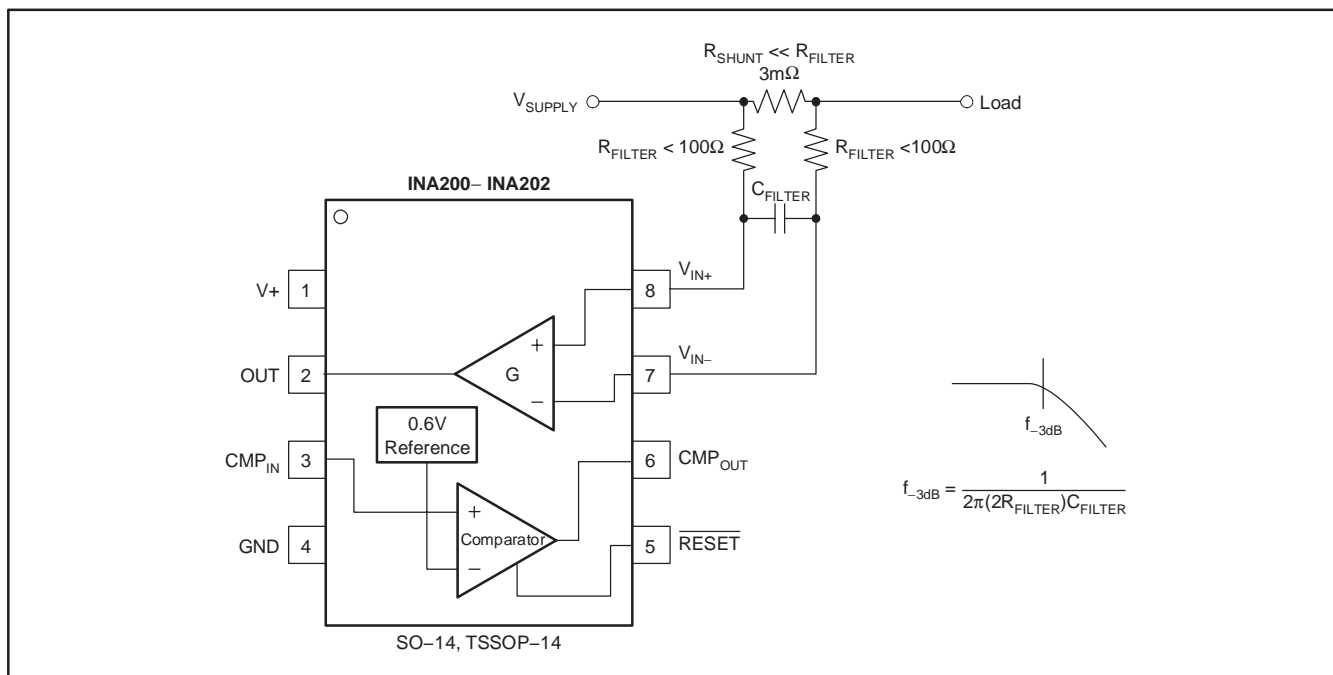 R_SHUNT << R_FILTER
3mΩ
V_SUPPLY
Load
R_FILTER < 100Ω
R_FILTER <100Ω
C_FILTER
INA200– INA202
V+
1
8
V_IN+
OUT
2
G
+
−
7
V_IN−
0.6V
Reference
CMP_IN
3
6
CMP_OUT
+
Comparator
−
GND
4
5
RESET
SO–14, TSSOP–14
f_−3dB
f_−3dB = 1
2π(2R_FILTER)C_FILTER